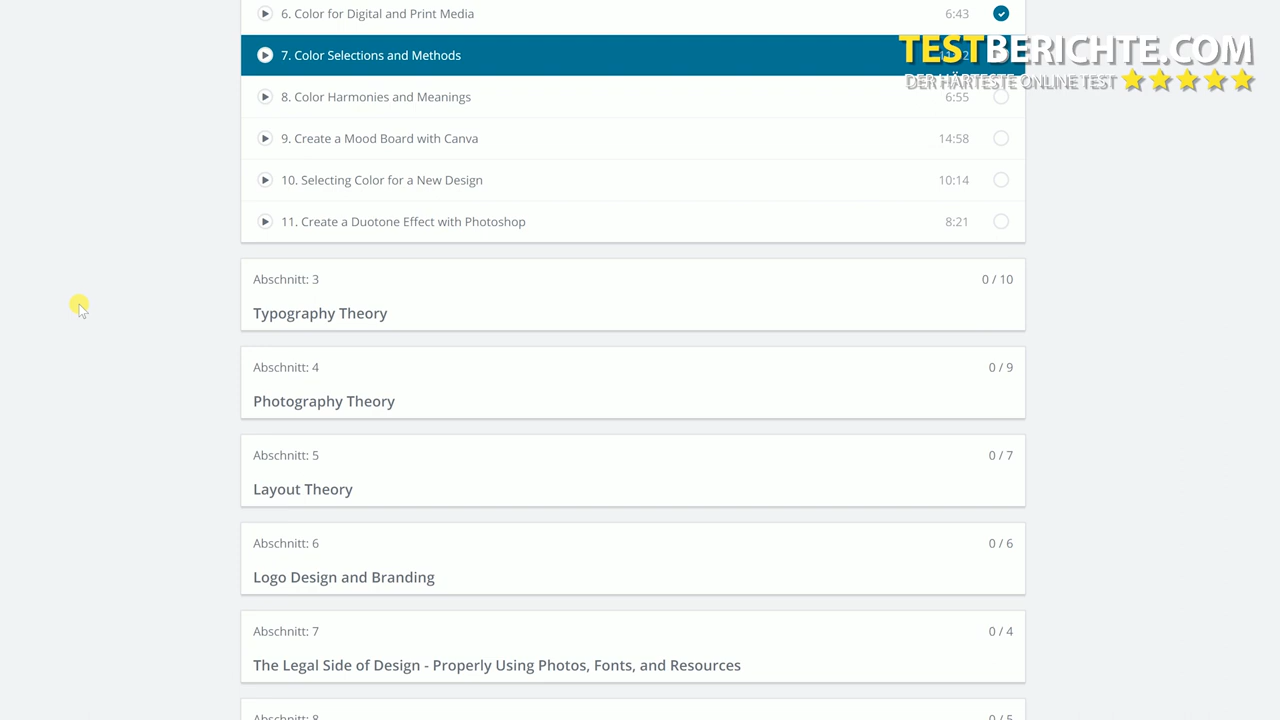 6. Color for Digital and Print Media 6:43
TESTBERICHTE.COM
DER HÄRTESTE ONLINE TEST
7. Color Selections and Methods
8. Color Harmonies and Meanings 6:55
9. Create a Mood Board with Canva 14:58
10. Selecting Color for a New Design 10:14
11. Create a Duotone Effect with Photoshop 8:21
Abschnitt: 3 0 / 10
Typography Theory
Abschnitt: 4 0 / 9
Photography Theory
Abschnitt: 5 0 / 7
Layout Theory
Abschnitt: 6 0 / 6
Logo Design and Branding
Abschnitt: 7 0 / 4
The Legal Side of Design - Properly Using Photos, Fonts, and Resources
Abschnitt: 8 0 / 5